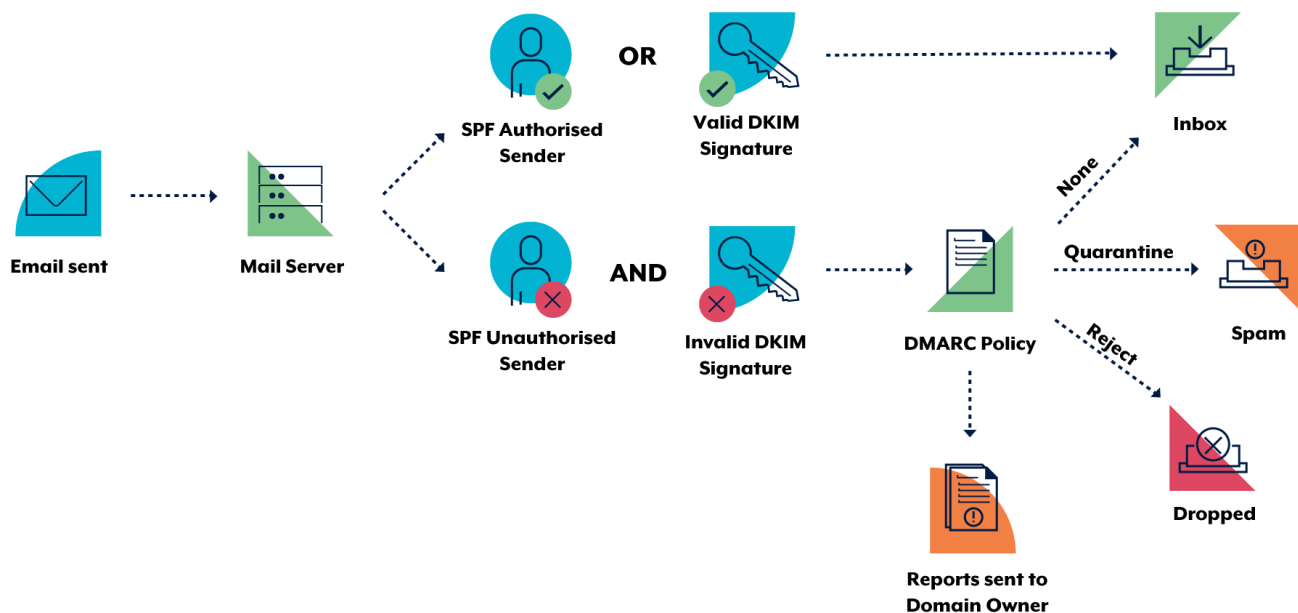 OR
SPF Authorised
Sender
Valid DKIM
Signature
Inbox
Email sent
Mail Server
AND
SPF Unauthorised
Sender
Invalid DKIM
Signature
DMARC Policy
None
Quarantine
Reject
Spam
Dropped
Reports sent to
Domain Owner